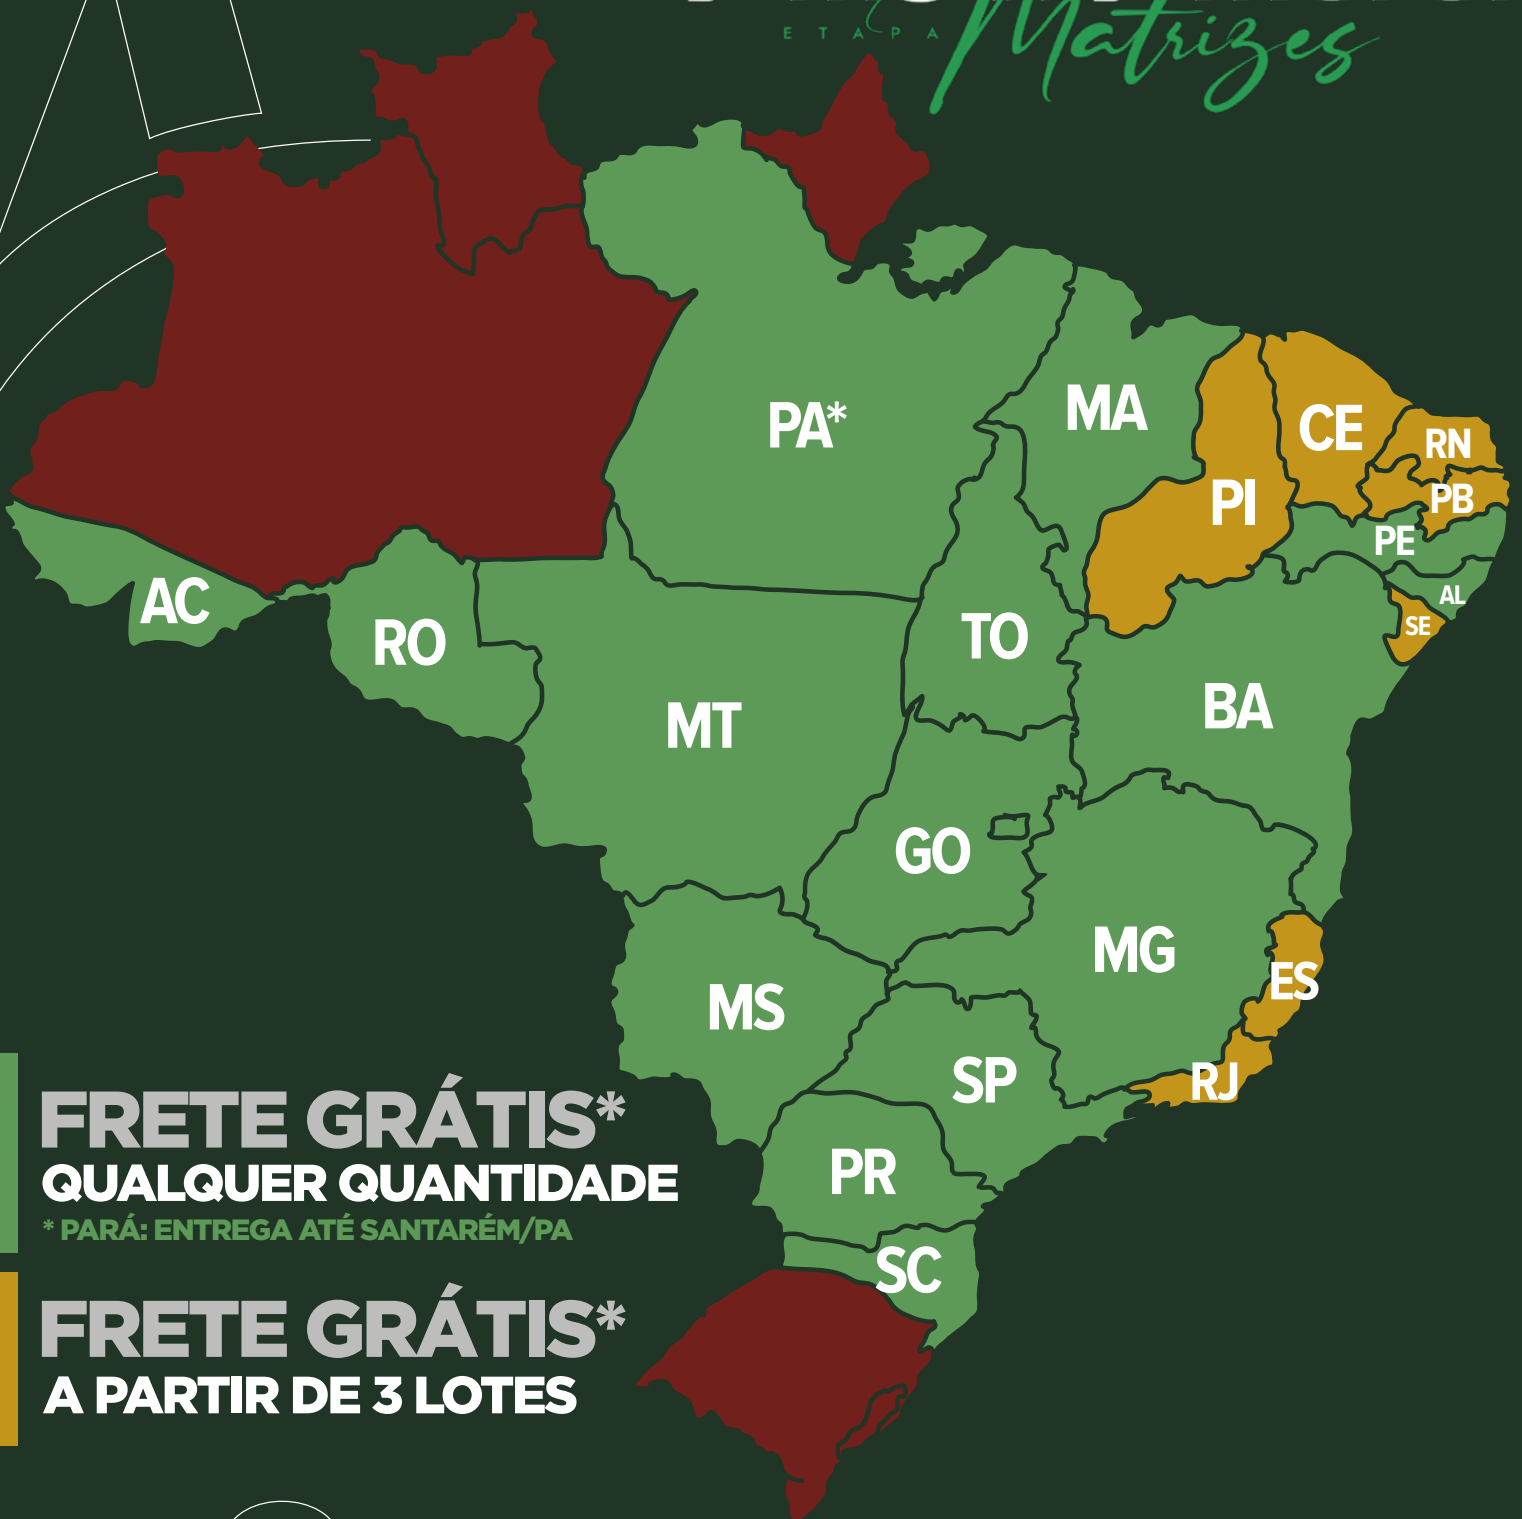 ETAPA Matrizes
PA*
MA
CE
RN
PI
PB
PE
AC
AL
RO
TO
SE
MT
BA
GO
MG
ES
MS
SP
RJ
PR
SC
FRETE GRÁTIS*
QUALQUER QUANTIDADE
* PARÁ: ENTREGA ATÉ SANTARÉM/PA
FRETE GRÁTIS*
A PARTIR DE 3 LOTES